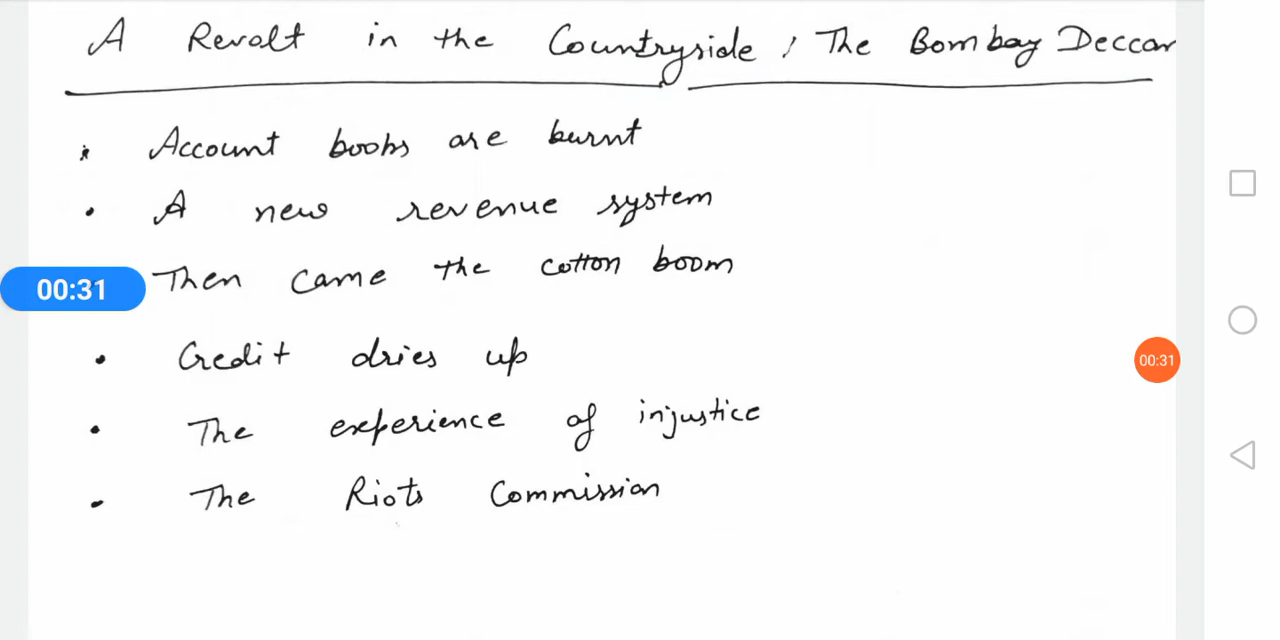 A Revolt in the Countryside : The Bombay Deccan
• Account books are burnt
• A new revenue system
00:31
Then came the cotton boom
• Credit dries up
00:31
• The experience of injustice
• The Riots Commission